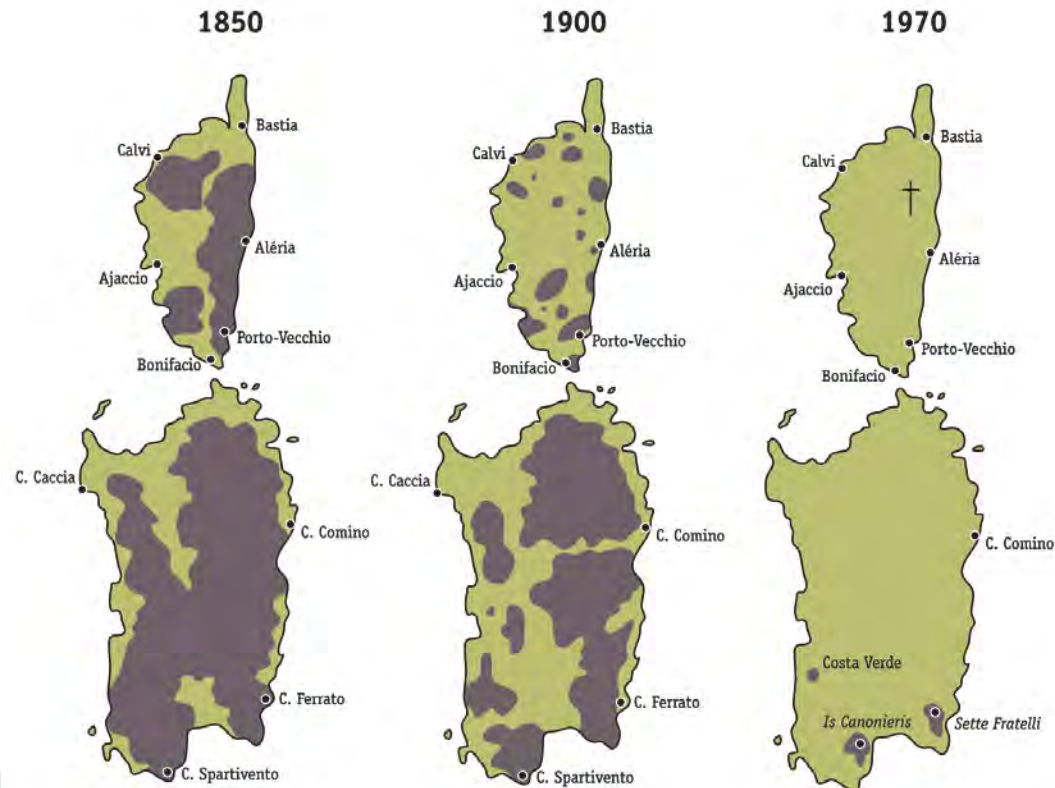 1850
1900
1970
Bastia
Calvi
Aléria
Ajaccio
Porto-Vecchio
Bonifacio
C. Caccia
C. Comino
C. Ferrato
C. Spartivento
Bastia
Calvi
Aléria
Ajaccio
Porto-Vecchio
Bonifacio
C. Caccia
C. Comino
C. Ferrato
C. Spartivento
Bastia
Calvi
Aléria
Ajaccio
Porto-Vecchio
Bonifacio
C. Comino
Costa Verde
Is Canonieris
Sette Fratelli